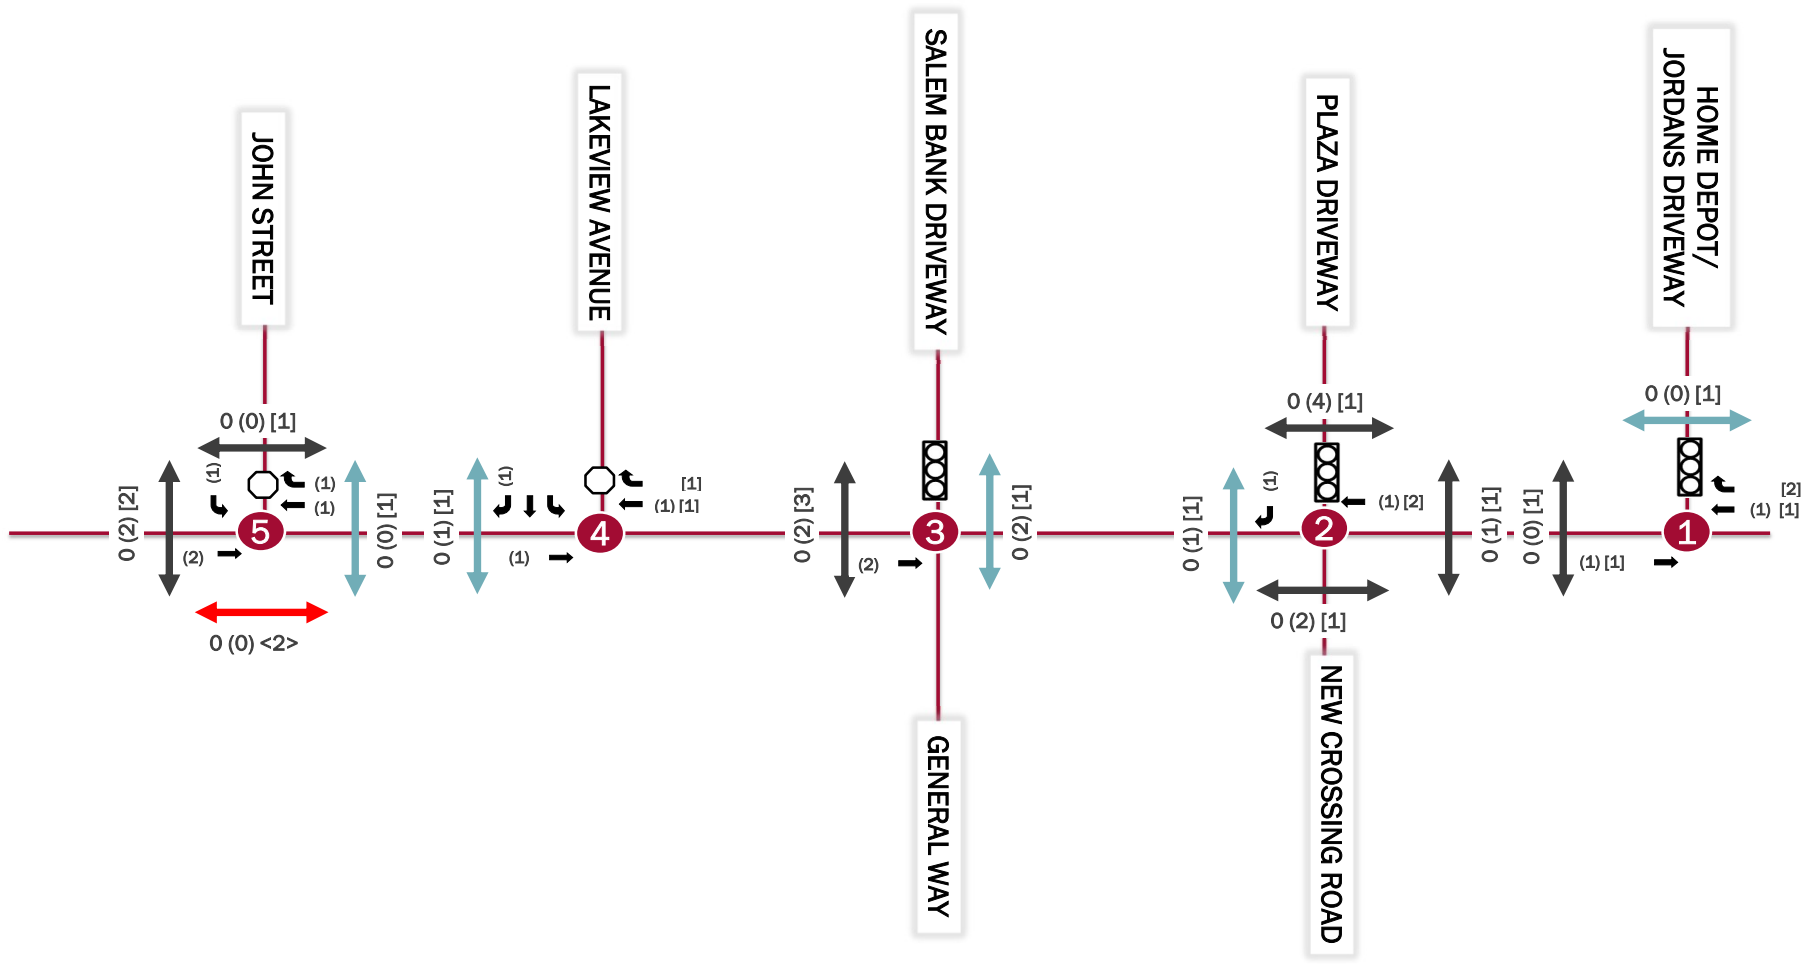 JOHN STREET
LAKEVIEW AVENUE
SALEM BANK DRIVEWAY
PLAZA DRIVEWAY
HOME DEPOT/
JORDANS DRIVEWAY
0 (0) [1]
0 (2) [2]
(1)
(1)
(1)
(2)
5
0 (0) [1]
0 (0) <2>
0 (1) [1]
(1)
[1]
(1) [1]
(1)
4
0 (2) [3]
(2)
3
0 (2) [1]
0 (1) [1]
(1)
0 (4) [1]
(1) [2]
2
0 (2) [1]
0 (1) [1]
0 (0) [1]
0 (0) [1]
[2]
(1) [1]
(1) [1]
1
GENERAL WAY
NEW CROSSING ROAD